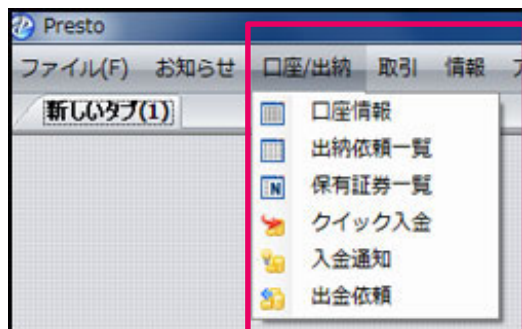 Presto
ファイル(F) お知らせ 口座/出納 取引 情報
新しいタブ(1)
口座情報
出納依頼一覧
保有証券一覧
クイック入金
入金通知
出金依頼